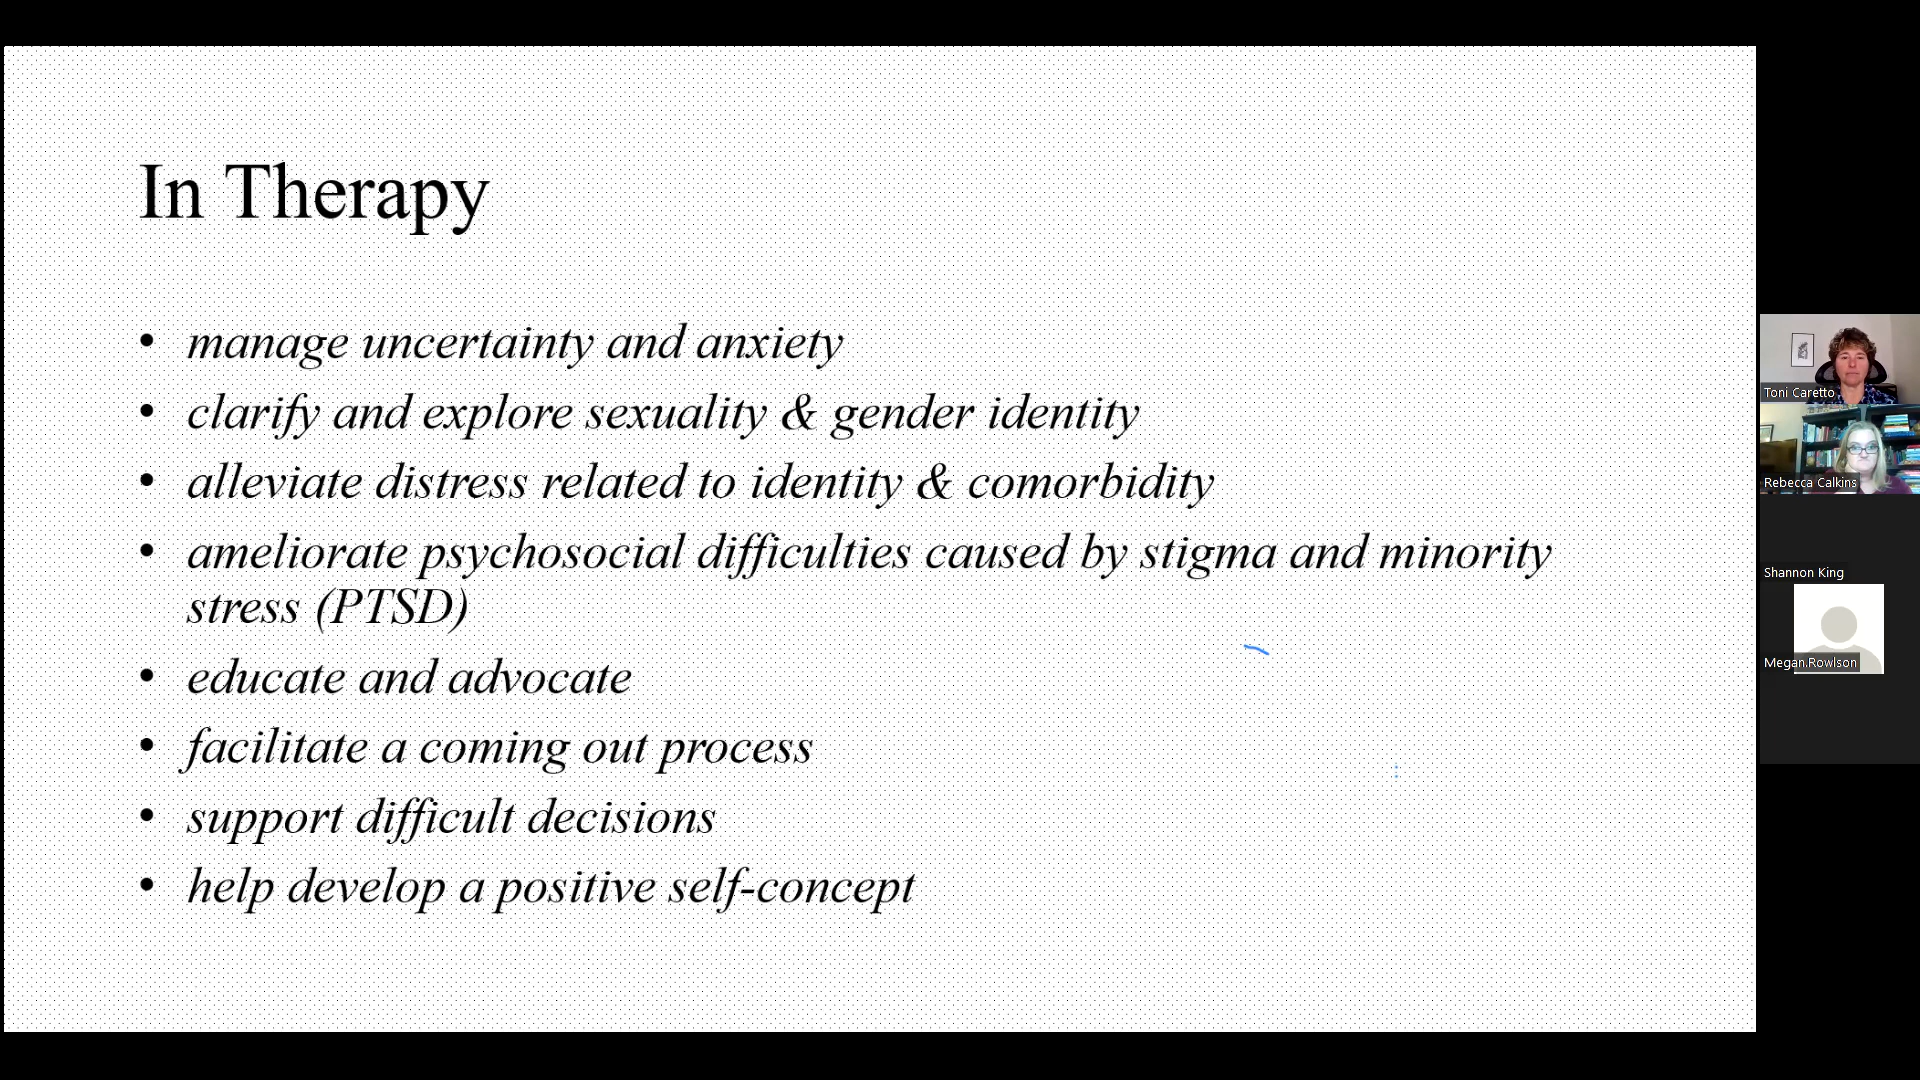 In Therapy
• manage uncertainty and anxiety
• clarify and explore sexuality & gender identity
• alleviate distress related to identity & comorbidity
• ameliorate psychosocial difficulties caused by stigma and minority
stress (PTSD)
• educate and advocate
• facilitate a coming out process
• support difficult decisions
• help develop a positive self-concept
Toni Caretto
Rebecca Calkins
Shannon King
Megan.Rowlson